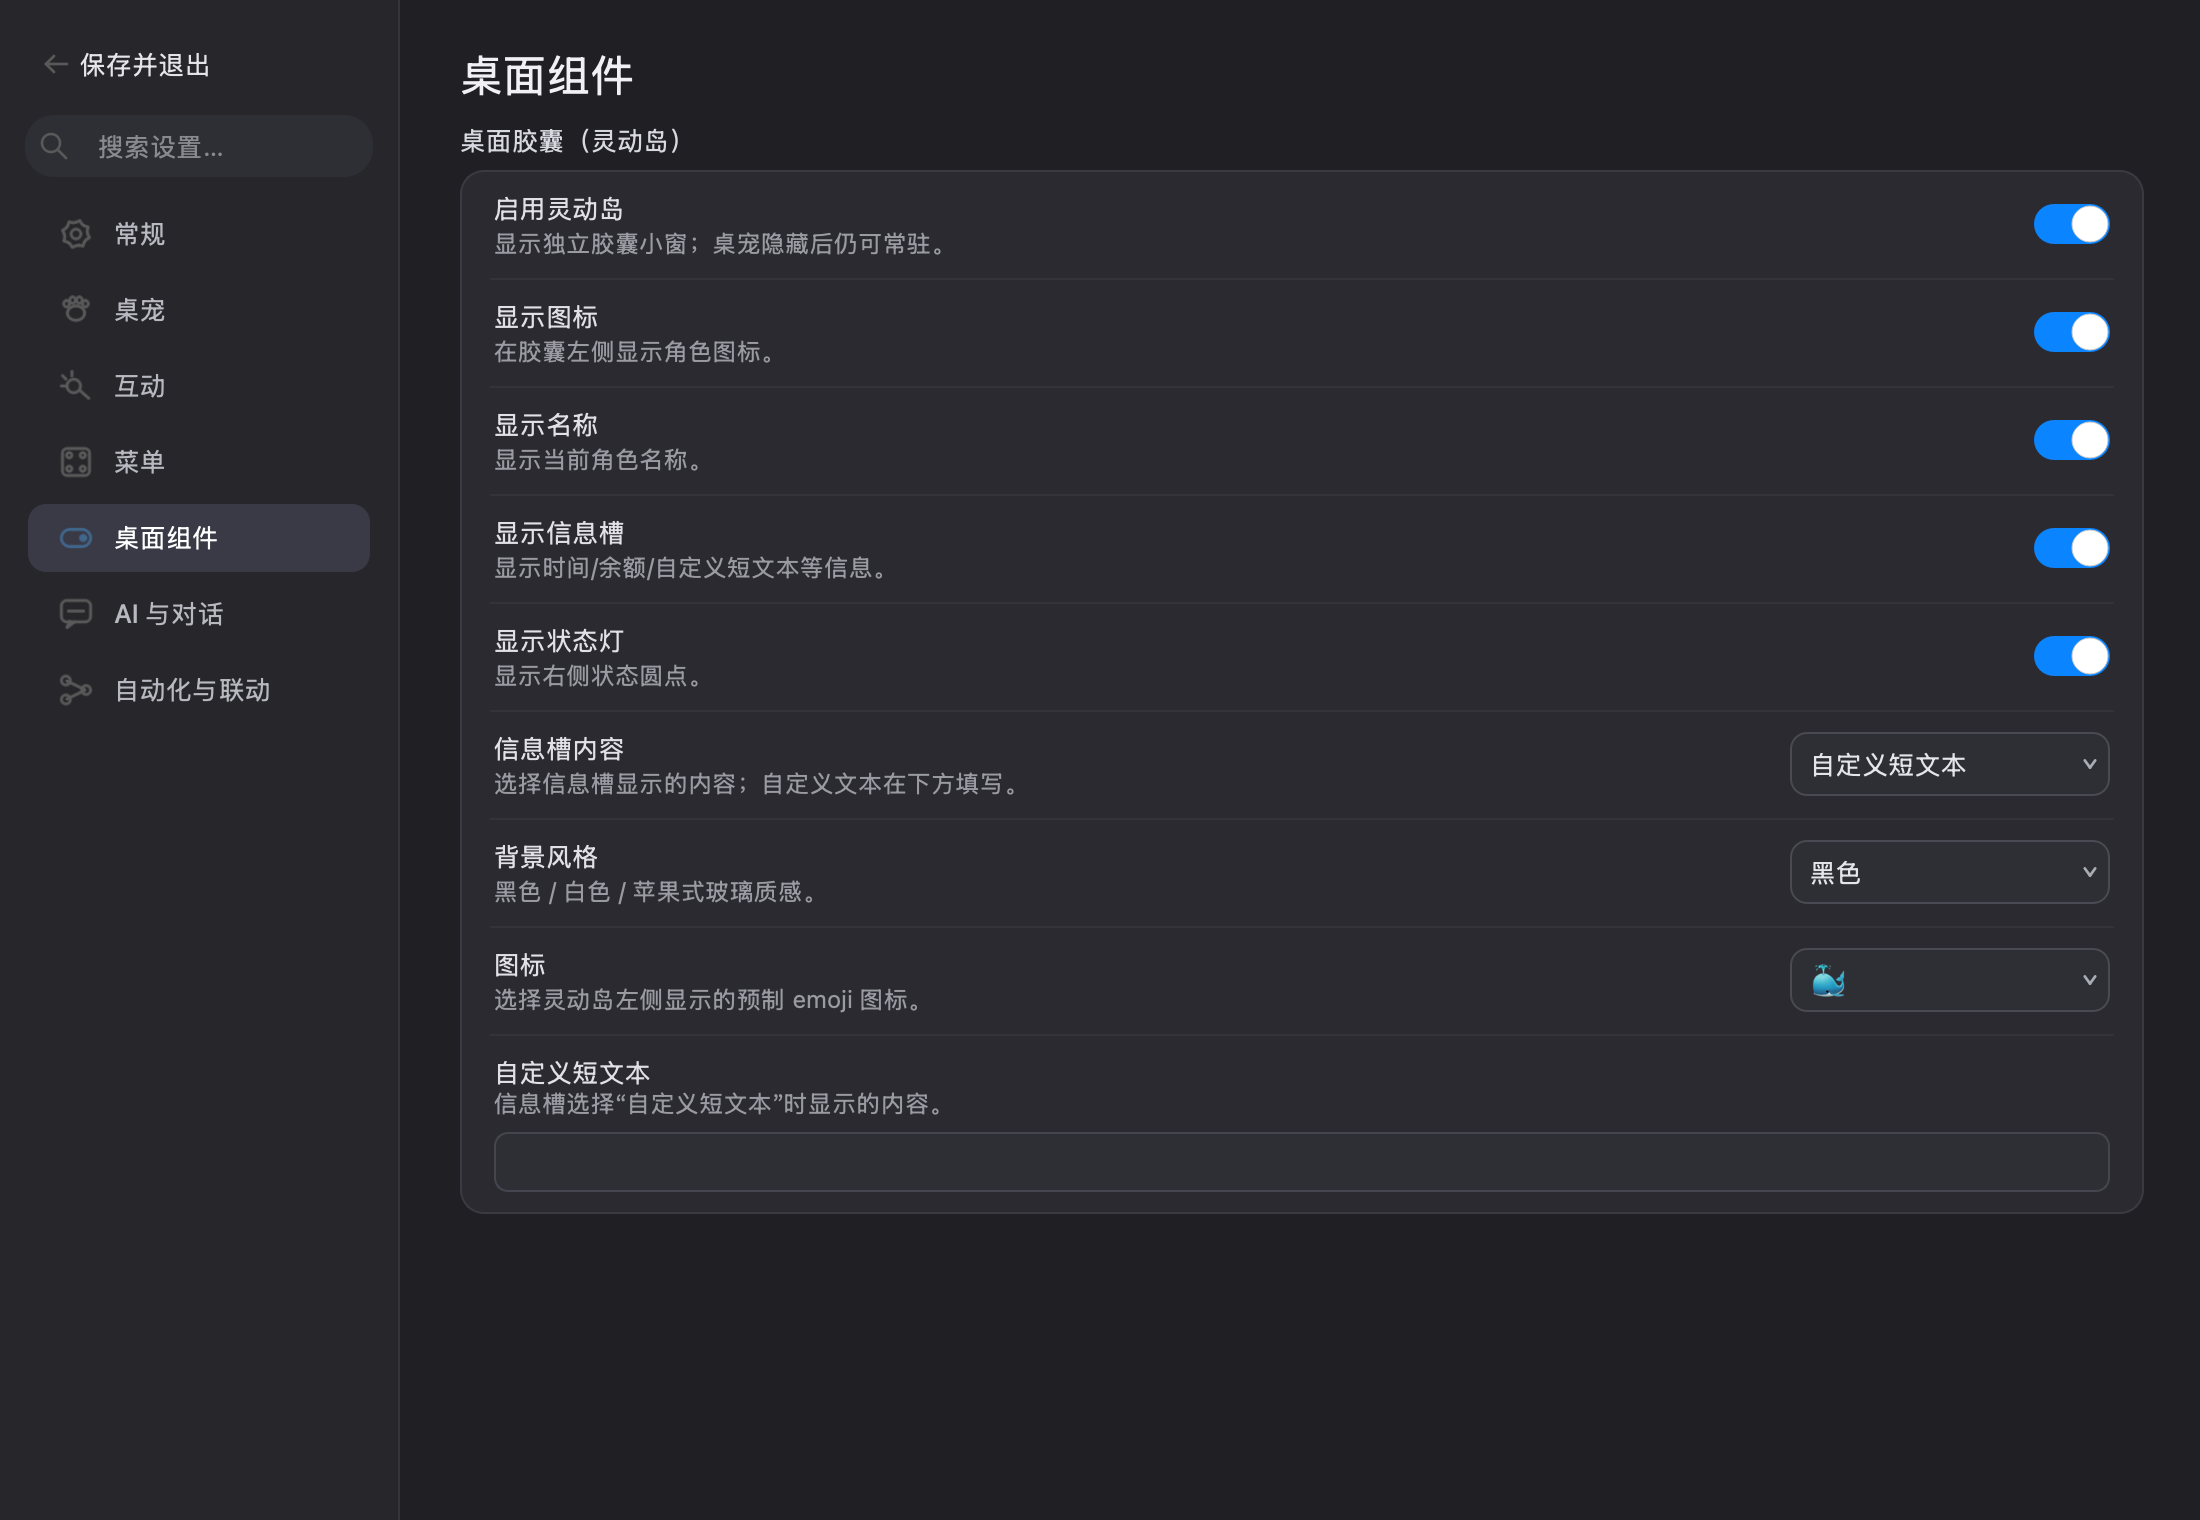 保存并退出
搜索设置...
常规
桌宠
互动
菜单
桌面组件
AI 与对话
自动化与联动
桌面组件
桌面胶囊（灵动岛）
启用灵动岛
显示独立胶囊小窗；桌宠隐藏后仍可常驻。
显示图标
在胶囊左侧显示角色图标。
显示名称
显示当前角色名称。
显示信息槽
显示时间/余额/自定义短文本等信息。
显示状态灯
显示右侧状态圆点。
信息槽内容
选择信息槽显示的内容；自定义文本在下方填写。
自定义短文本
背景风格
黑色 / 白色 / 苹果式玻璃质感。
黑色
图标
选择灵动岛左侧显示的预制 emoji 图标。
自定义短文本
信息槽选择“自定义短文本”时显示的内容。